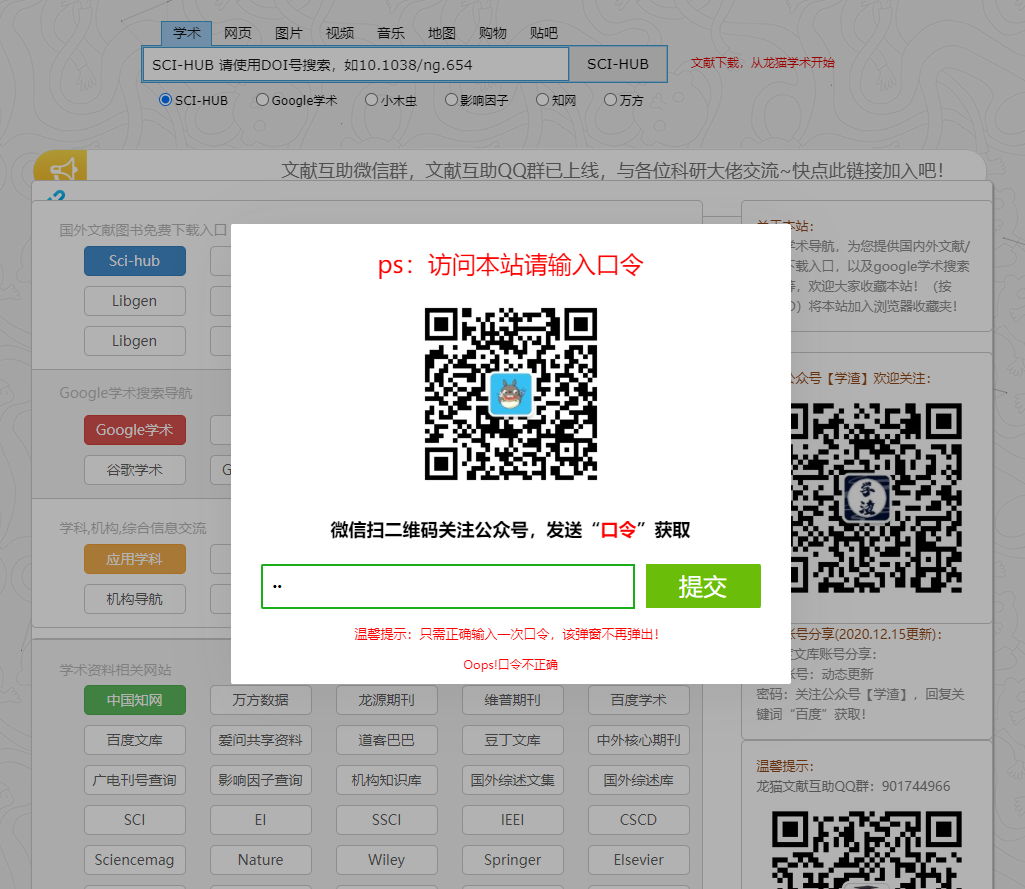 学术 网页 图片 视频 音乐 地图 购物 贴吧
SCI-HUB 请使用DOI号搜索，如10.1038/ng.654 SCI-HUB
文献下载，从龙猫学术开始
SCI-HUB Google学术 小木虫 影响因子 知网 万方
文献互助微信群，文献互助QQ群已上线，与各位科研大佬交流~快点此链接加入吧！
国外文献图书免费下载入口
Sci-hub
Libgen
Libgen
Google学术搜索导航
Google学术
谷歌学术 G
学科,机构,综合信息交流
应用学科
机构导航
ps：访问本站请输入口令
微信扫二维码关注公众号，发送“口令”获取
.. 提交
温馨提示：只需正确输入一次口令，该弹窗不再弹出！
Oops!口令不正确
学术资料相关网站
中国知网 万方数据 龙源期刊 维普期刊 百度学术
百度文库 爱问共享资料 道客巴巴 豆丁文库 中外核心期刊
广电刊号查询 影响因子查询 机构知识库 国外综述文集 国外综述库
SCI EI SSCI IEEI CSCD
Sciencemag Nature Wiley Springer Elsevier
本站：
学术导航，为您提供国内外文献/
下载入口，以及google学术搜索
等，欢迎大家收藏本站！（按
）将本站加入浏览器收藏夹！
公众号【学渣】欢迎关注：
学渣
账号分享(2020.12.15更新)：
文库账号分享：
账号：动态更新
密码：关注公众号【学渣】，回复关
键词“百度”获取！
温馨提示：
龙猫文献互助QQ群：901744966